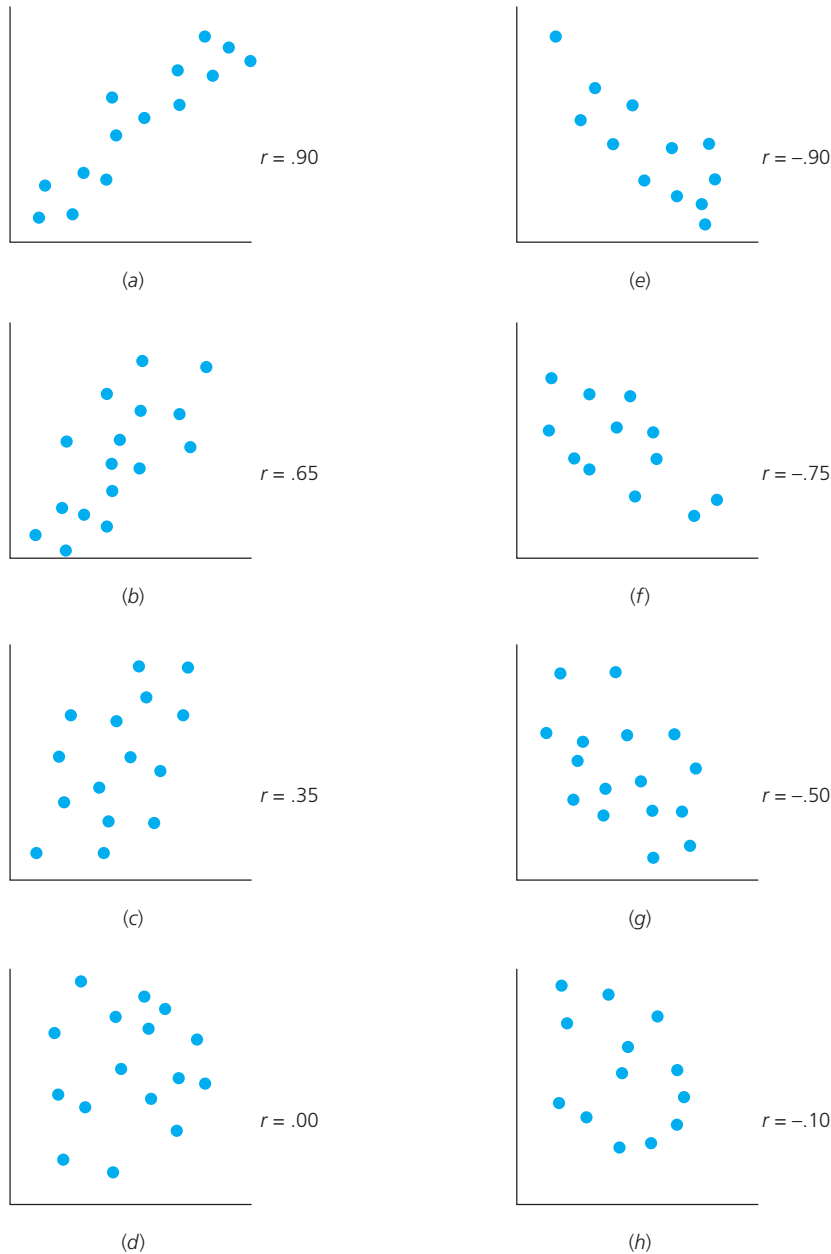 r = .90
r = –.90
(a)
(e)
r = .65
r = –.75
(b)
(f)
r = .35
r = –.50
(c)
(g)
r = .00
r = –.10
(d)
(h)